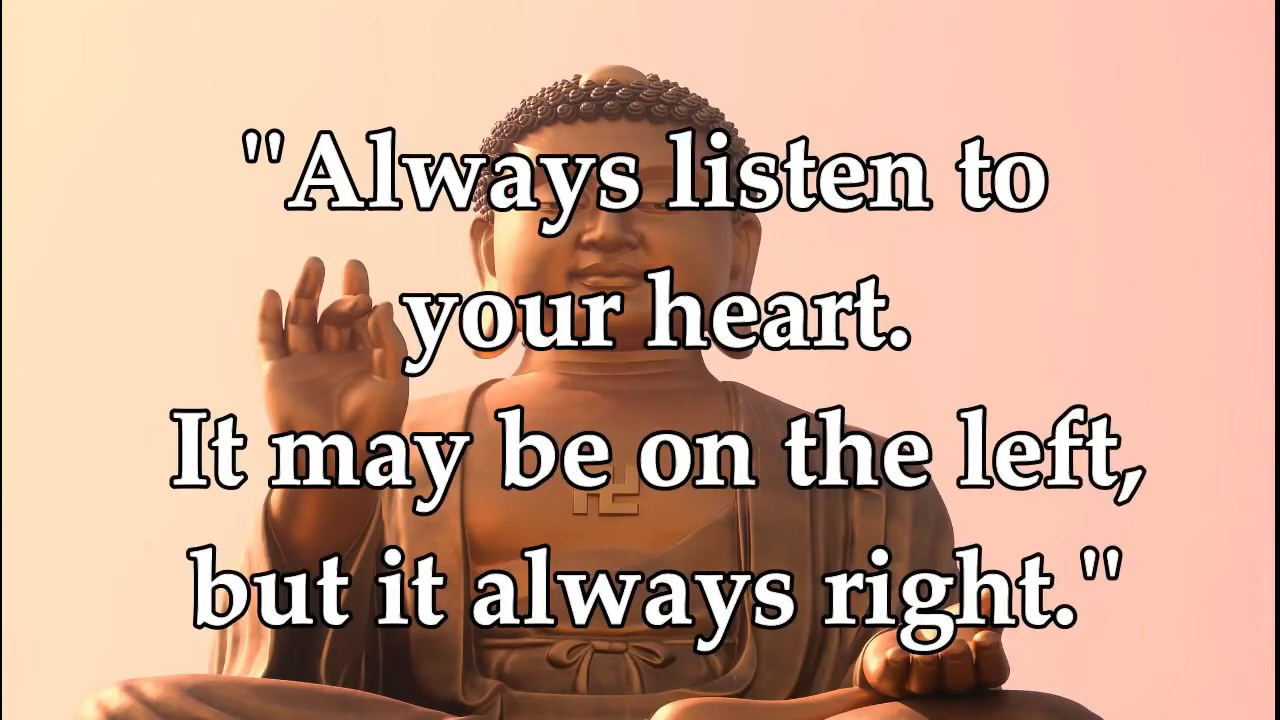 "Always listen to
your heart.
It may be on the left,
but it always right."